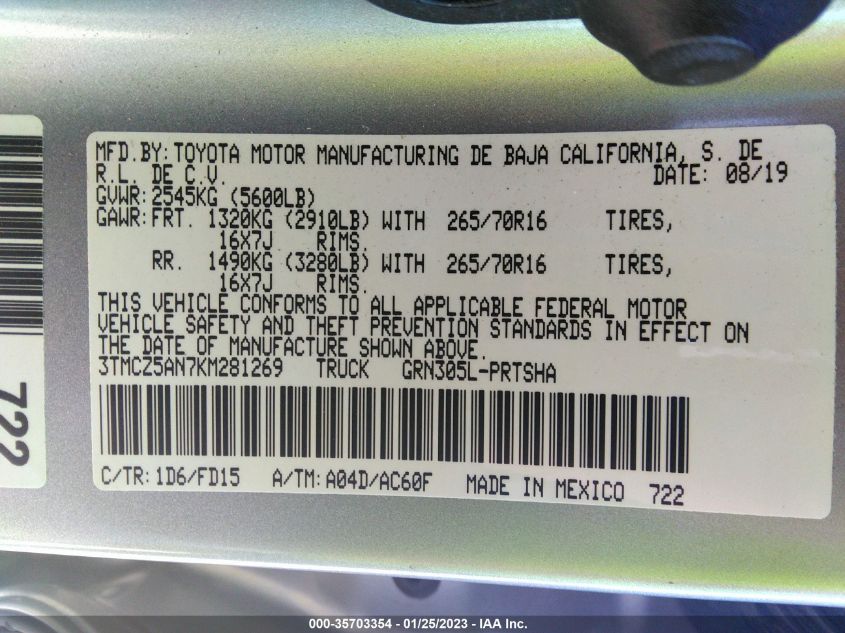 MFD.BY:TOYOTA MOTOR MANUFACTURING DE BAJA CALIFORNIA, S. DE
R.L. DE C.V. DATE: 08/19
GVWR:2545KG (5600LB)
GAWR:FRT. 1320KG (2910LB) WITH 265/70R16 TIRES,
16X7J RIMS.
RR. 1490KG (3280LB) WITH 265/70R16 TIRES,
16X7J RIMS.
THIS VEHICLE CONFORMS TO ALL APPLICABLE FEDERAL MOTOR
VEHICLE SAFETY AND THEFT PREVENTION STANDARDS IN EFFECT ON
THE DATE OF MANUFACTURE SHOWN ABOVE.
3TMCZ5AN7KM281269 TRUCK GRN305L-PRTSHA
C/TR:1D6/FD15 A/TM:A04D/AC60F MADE IN MEXICO 722
722
000-35703354 / 01/25/2023 - IAA Inc.